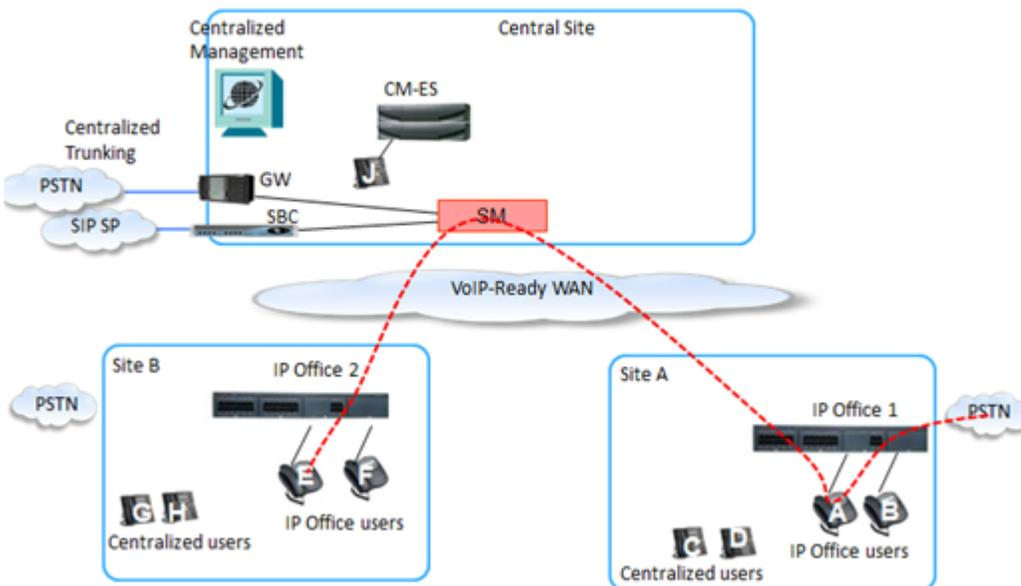 Centralized
Management
Central Site
CM-ES
Centralized
Trunking
J
PSTN
GW
SIP SP
SBC
SM
VoIP-Ready WAN
Site B
IP Office 2
Site A
IP Office 1
PSTN
PSTN
E
F
G
H
IP Office users
Centralized users
A
B
C
D
IP Office users
Centralized users